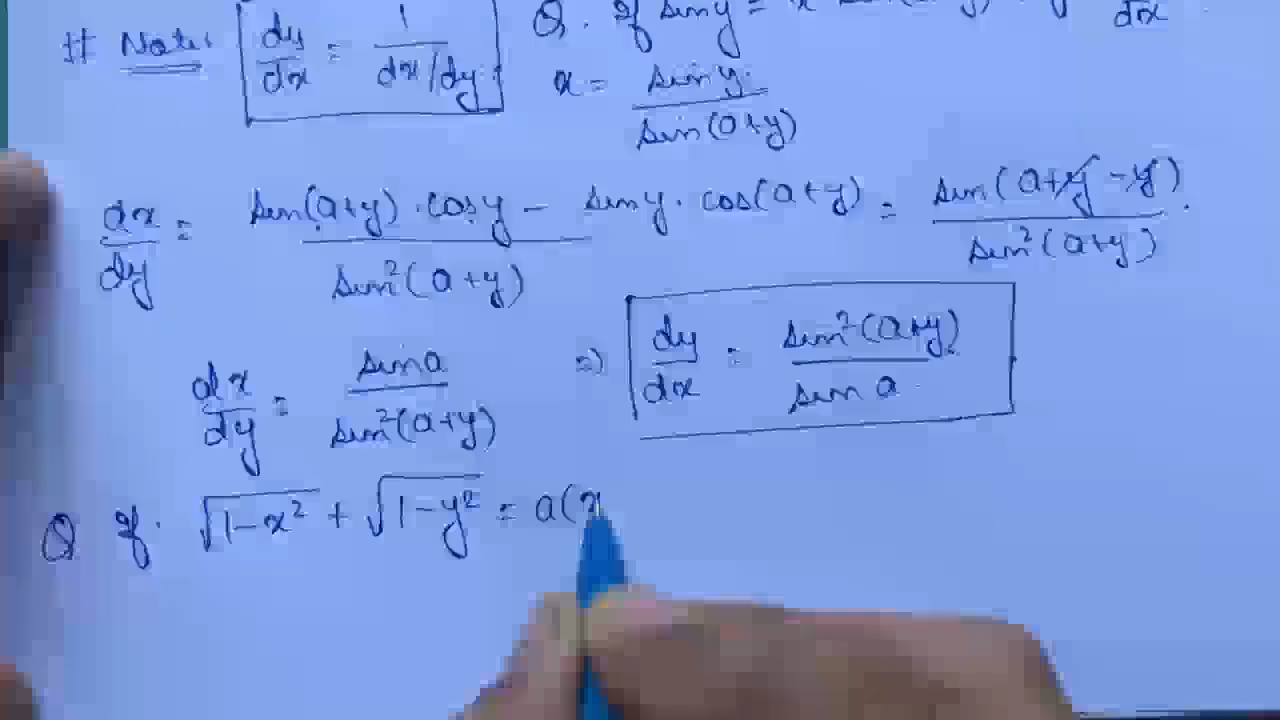 # Note: dy/dx = 1/(dx/dy) Q. If sin y = x
x = sin y / sin(a+y)
dx/dy = (sin(a+y) . cos y - sin y . cos(a+y)) / sin²(a+y) = sin(a+y-y) / sin²(a+y)
dx/dy = sin a / sin²(a+y) => dy/dx = sin²(a+y) / sin a
Q If. √(1-x²) + √(1-y²) = a(x